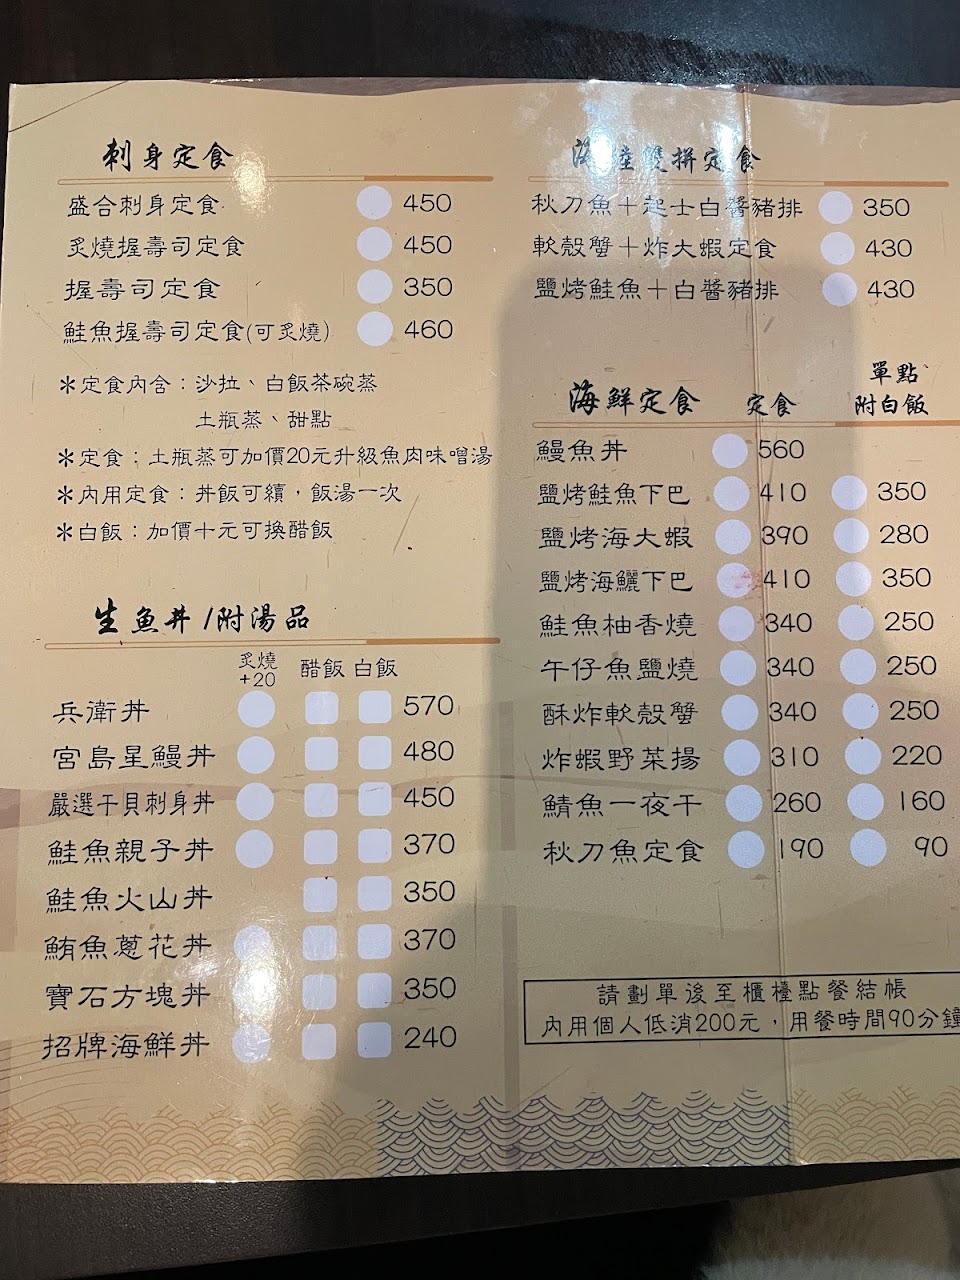 刺身定食
盛合刺身定食 450
炙燒握壽司定食 450
握壽司定食 350
鮭魚握壽司定食(可炙燒) 460
＊定食內含：沙拉、白飯茶碗蒸
土瓶蒸、甜點
＊定食：土瓶蒸可加價20元升級魚肉味噌湯
＊內用定食：丼飯可續，飯湯一次
＊白飯：加價十元可換醋飯
生魚丼/附湯品
炙燒+20 醋飯 白飯
兵衛丼 570
宮島星鰻丼 480
嚴選干貝刺身丼 450
鮭魚親子丼 370
鮭魚火山丼 350
鮪魚蔥花丼 370
寶石方塊丼 350
招牌海鮮丼 240
海陸雙拼定食
秋刀魚＋起士白醬豬排 350
軟殼蟹＋炸大蝦定食 430
鹽烤鮭魚＋白醬豬排 430
海鮮定食 定食 單點附白飯
鰻魚丼 560
鹽烤鮭魚下巴 410 350
鹽烤海大蝦 390 280
鹽烤海鱺下巴 410 350
鮭魚柚香燒 340 250
午仔魚鹽燒 340 250
酥炸軟殼蟹 340 250
炸蝦野菜揚 310 220
鯖魚一夜干 260 160
秋刀魚定食 190 90
請劃單後至櫃檯點餐結帳
內用個人低消200元，用餐時間90分鐘